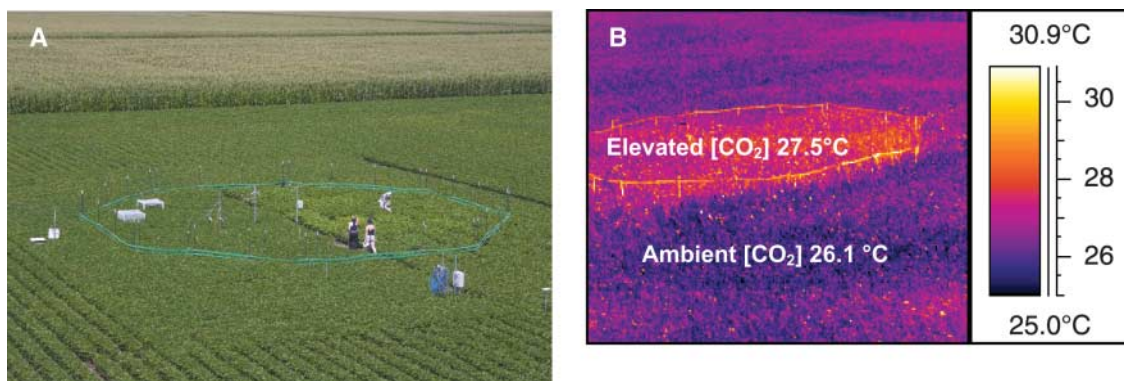 A
B
Elevated [CO₂] 27.5°C
Ambient [CO₂] 26.1 °C
30.9°C
30
28
26
25.0°C